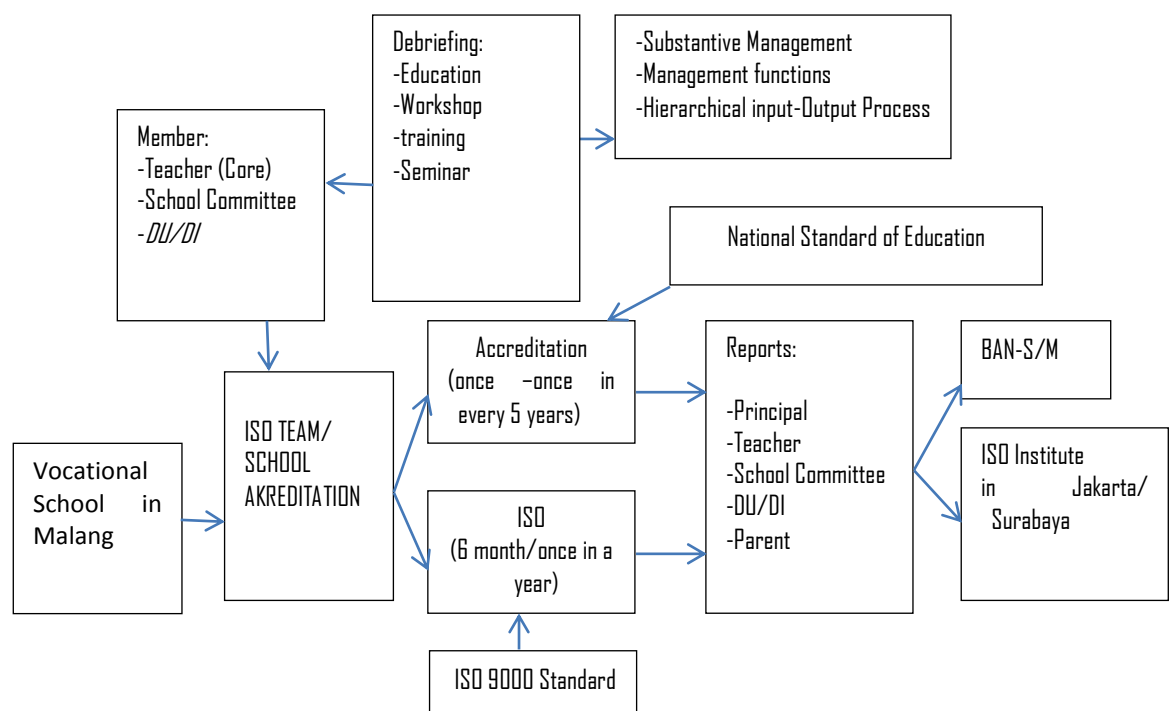 Debriefing:
-Education
-Workshop
-training
-Seminar
-Substantive Management
-Management functions
-Hierarchical input-Output Process
Member:
-Teacher (Core)
-School Committee
-DU/DI
National Standard of Education
Accreditation
(once –once in
every 5 years)
Reports:
-Principal
-Teacher
-School Committee
-DU/DI
-Parent
BAN-S/M
ISO Institute
in Jakarta/
Surabaya
ISO TEAM/
SCHOOL
AKREDITATION
Vocational
School in
Malang
ISO
(6 month/once in a
year)
ISO 9000 Standard